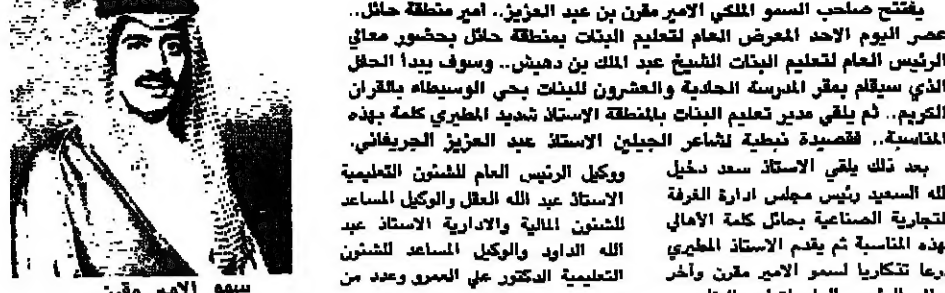 يفتتح صاحب السمو الملكي الامير مقرن بن عبد العزيز.. امير منطقة حائل..
عصر اليوم الاحد المعرض العام لتعليم البنات بمنطقة حائل بحضور معالي
الرئيس العام لتعليم البنات الشيخ عبد الملك بن دهيش.. وسوف يبدأ الحفل
الذي سيقام بمقر المدرسة الحادية والعشرون للبنات بحي الوسيطاء بالقران
الكريم.. ثم يلقي مدير تعليم البنات بالمنطقة الاستاذ شديد المطيري كلمة بهذه
المناسبة.. فقصيدة نبطية لشاعر الجبلين الاستاذ عبد العزيز الجريفاني.
بعد ذلك يلقي الاستاذ سعد دخيل
لله السعيد رئيس مجلس ادارة الغرفة
لتجارية الصناعية بحائل كلمة الأهالي
بهذه المناسبة ثم يقدم الاستاذ المطيري
رعا تذكاريا لسمو الامير مقرن وآخر
ووكيل الرئيس العام للشئون التعليمية
الاستاذ عبد الله العقل والوكيل المساعد
للشئون المالية والادارية الاستاذ عبد
الله الداود والوكيل المساعد للشئون
التعليمية الدكتور علي العمرو وعدد من
سمو الامير مقرن